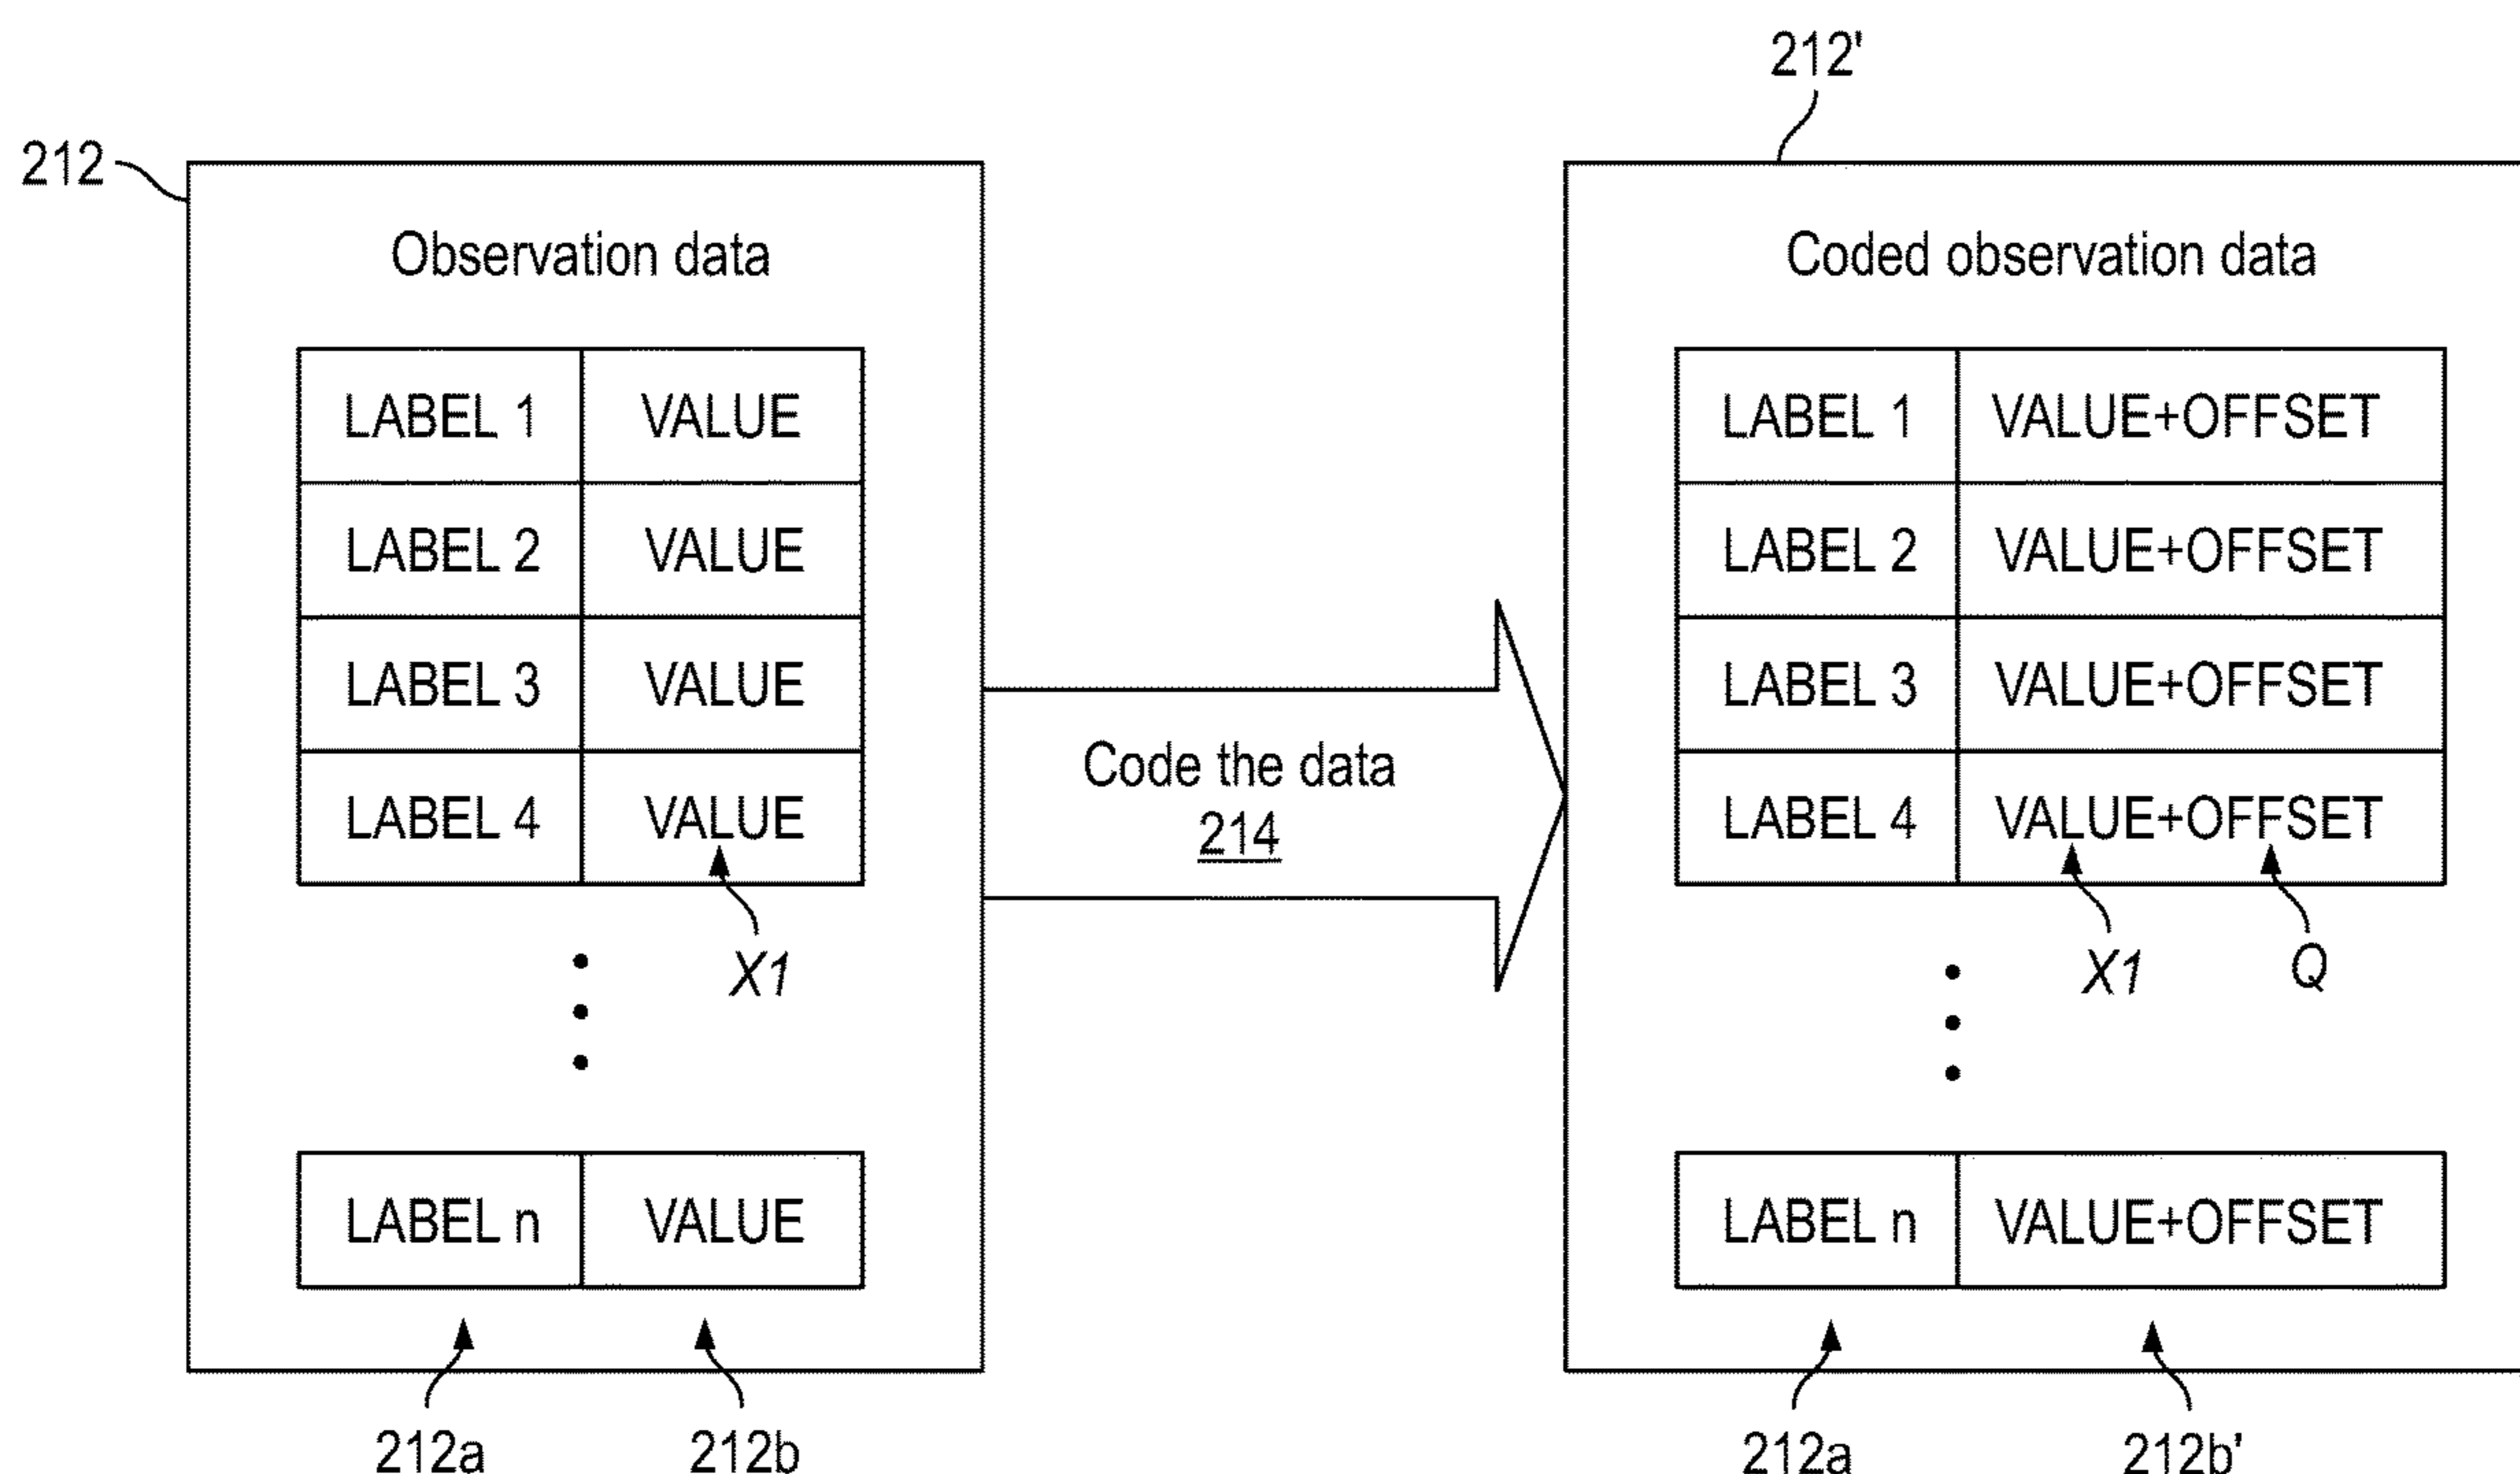 212'
212
Observation data
LABEL 1 VALUE
LABEL 2 VALUE
LABEL 3 VALUE
LABEL 4 VALUE
X1
LABEL n VALUE
212a 212b
Code the data
214
Coded observation data
LABEL 1 VALUE+OFFSET
LABEL 2 VALUE+OFFSET
LABEL 3 VALUE+OFFSET
LABEL 4 VALUE+OFFSET
X1 Q
LABEL n VALUE+OFFSET
212a 212b'